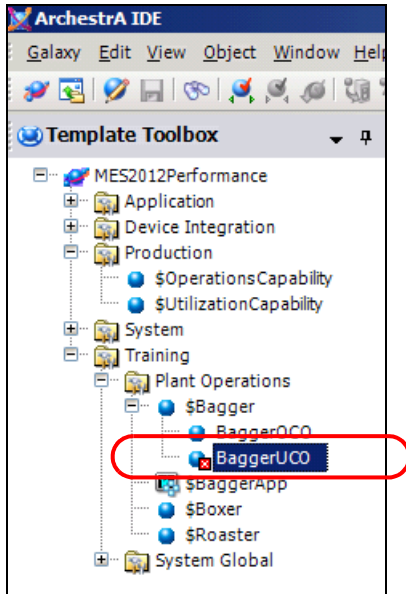 ArchestrA IDE
Galaxy Edit View Object Window Help
Template Toolbox
MES2012Performance
Application
Device Integration
Production
$OperationsCapability
$UtilizationCapability
System
Training
Plant Operations
$Bagger
BaggerOCO
BaggerUCO
$BaggerApp
$Boxer
$Roaster
System Global